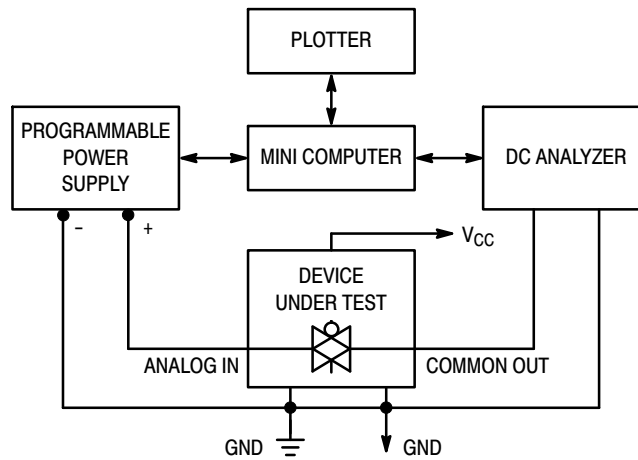 PLOTTER
PROGRAMMABLE
POWER
SUPPLY
MINI COMPUTER
DC ANALYZER
− +
VCC
DEVICE
UNDER TEST
ANALOG IN
COMMON OUT
GND
GND